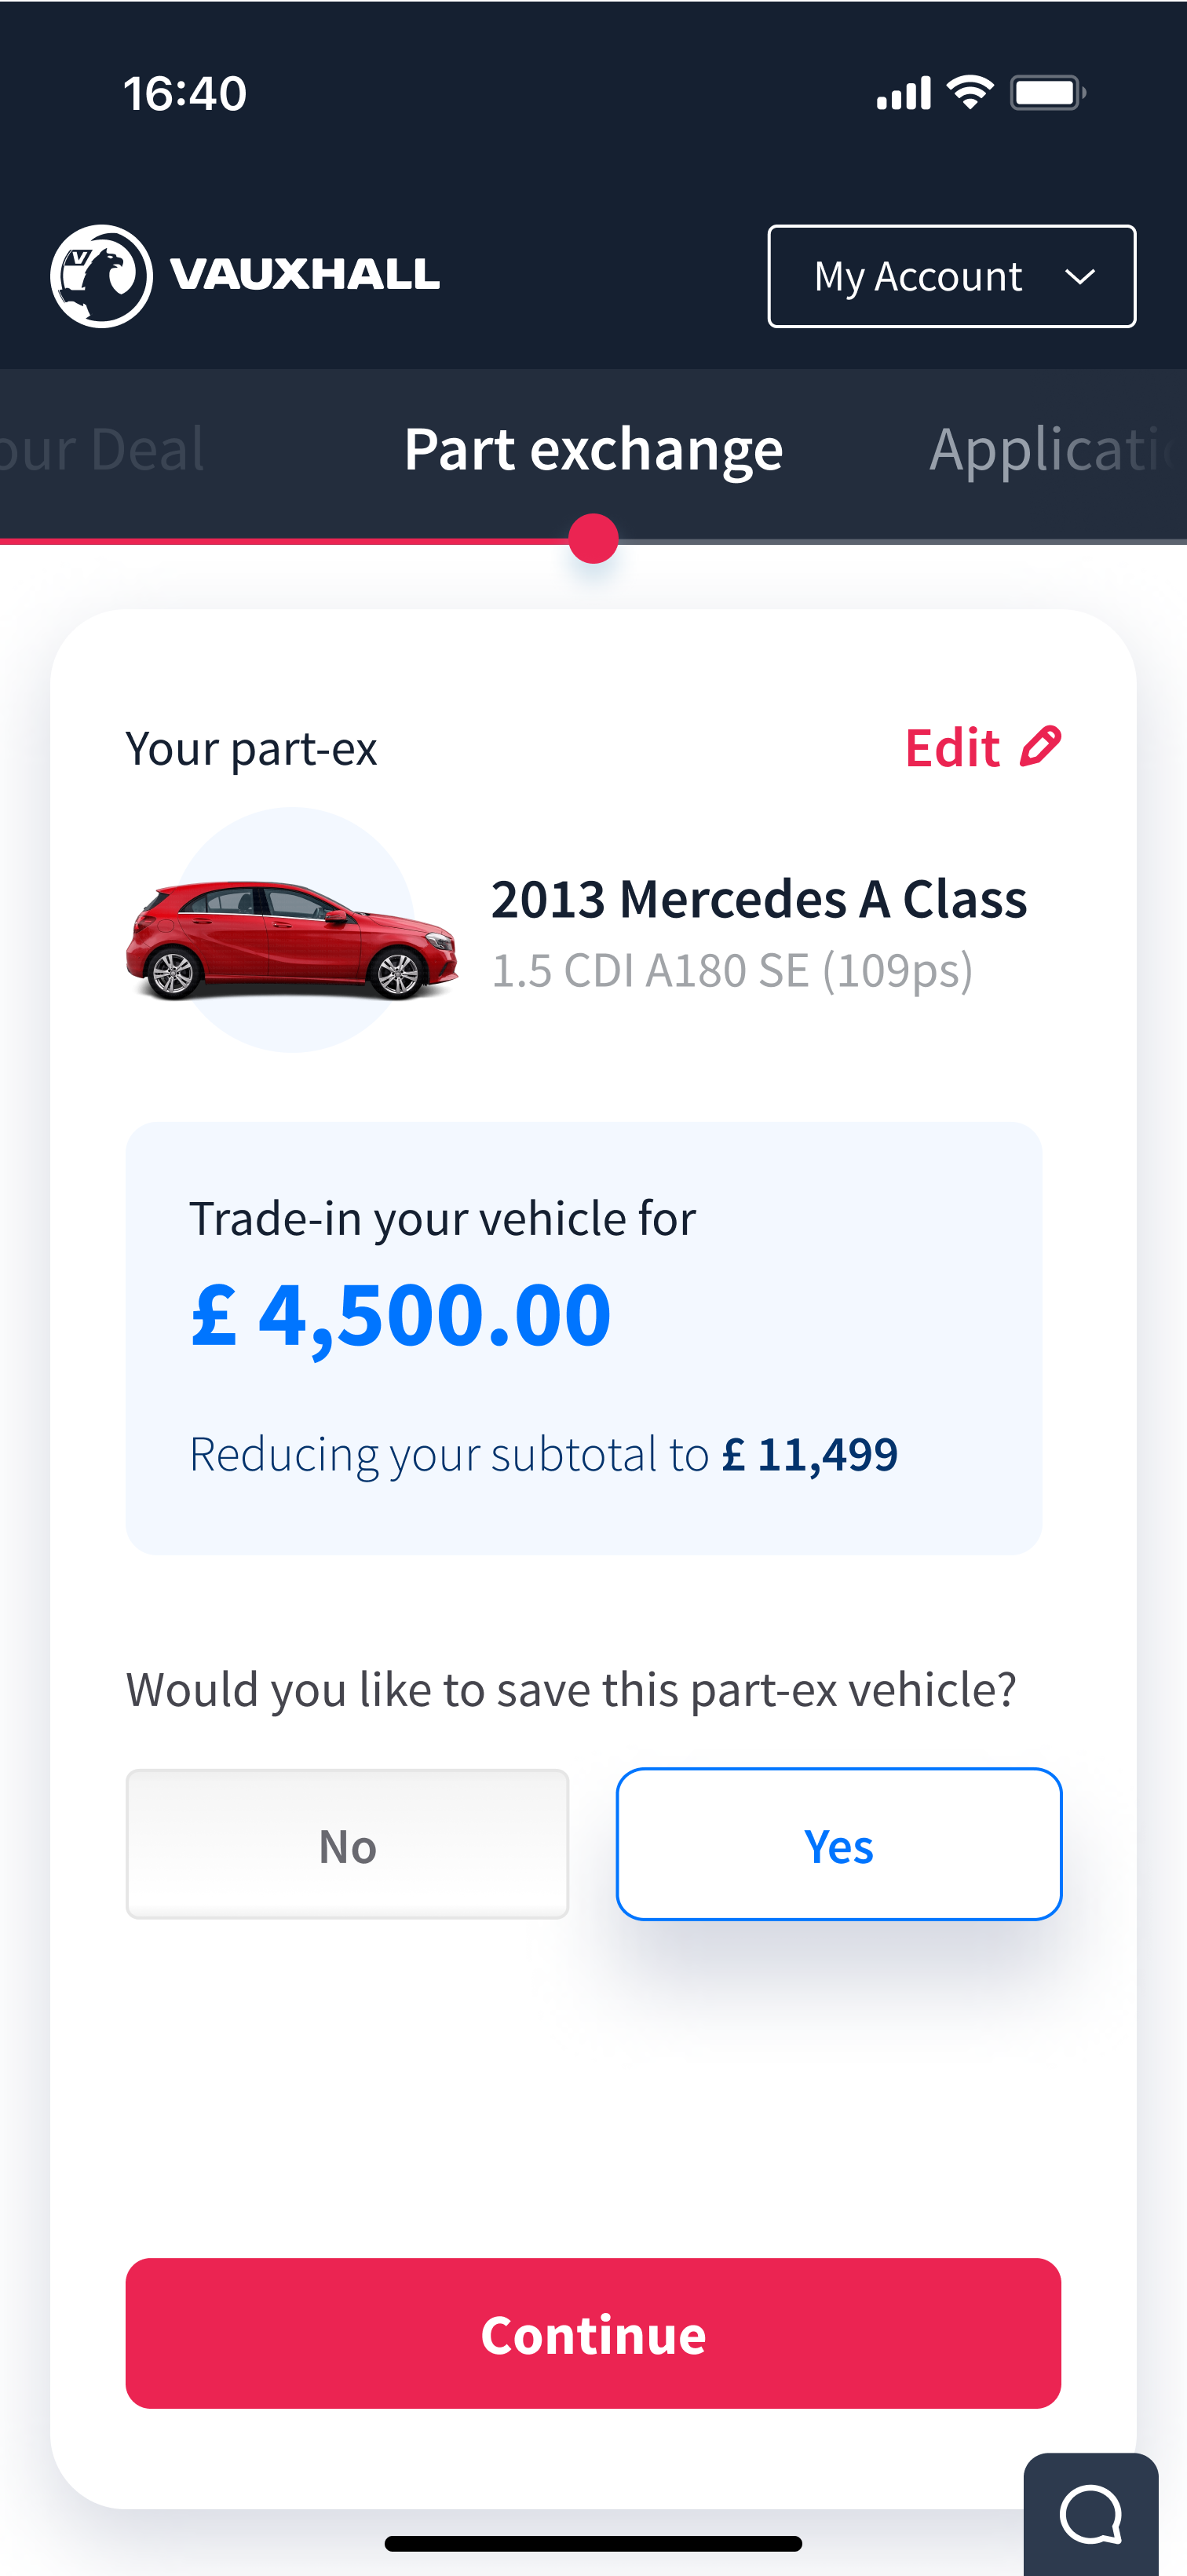 16:40
VAUXHALL
My Account
our Deal
Part exchange
Applicati
Your part-ex
Edit
2013 Mercedes A Class
1.5 CDI A180 SE (109ps)
Trade-in your vehicle for
£ 4,500.00
Reducing your subtotal to £ 11,499
Would you like to save this part-ex vehicle?
No
Yes
Continue